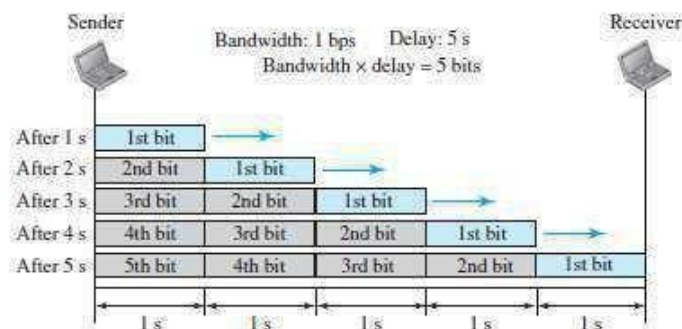 Sender Receiver
Bandwidth: 1 bps Delay: 5 s
Bandwidth × delay = 5 bits
After 1 s 1st bit
After 2 s 2nd bit 1st bit
After 3 s 3rd bit 2nd bit 1st bit
After 4 s 4th bit 3rd bit 2nd bit 1st bit
After 5 s 5th bit 4th bit 3rd bit 2nd bit 1st bit
1 s 1 s 1 s 1 s 1 s